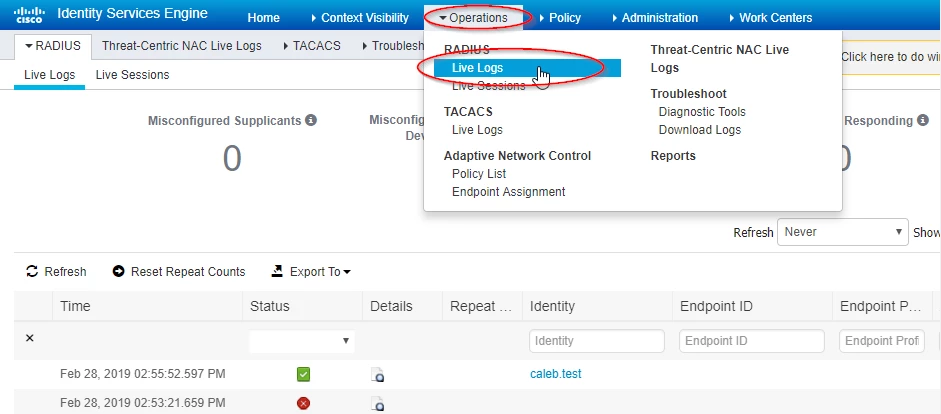 cisco Identity Services Engine Home Context Visibility Operations Policy Administration Work Centers
RADIUS Threat-Centric NAC Live Logs TACACS Troublesh
Click here to do wi
Live Logs Live Sessions
RADIUS
Live Logs
Live Sessions
TACACS
Live Logs
Adaptive Network Control
Policy List
Endpoint Assignment
Threat-Centric NAC Live
Logs
Troubleshoot
Diagnostic Tools
Download Logs
Reports
Misconfigured Supplicants
0
Misconfig
Dev
Responding
0
Refresh Never Show
Refresh Reset Repeat Counts Export To
Time Status Details Repeat ... Identity Endpoint ID Endpoint P...
Identity Endpoint ID Endpoint Profi
Feb 28, 2019 02:55:52.597 PM caleb.test
Feb 28, 2019 02:53:21.659 PM